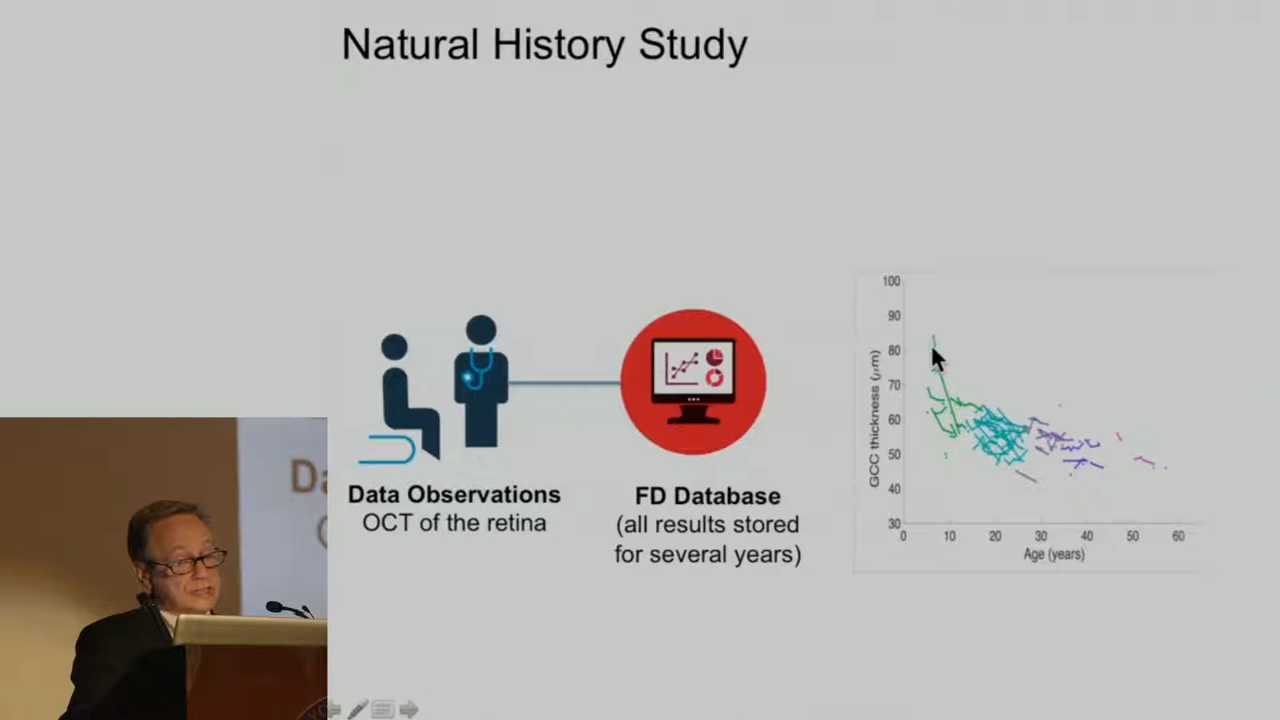 Natural History Study
Data Observations
OCT of the retina
FD Database
(all results stored
for several years)
GCC thickness (μm)
100
90
80
70
60
50
40
30
0 10 20 30 40 50 60
Age (years)
Da